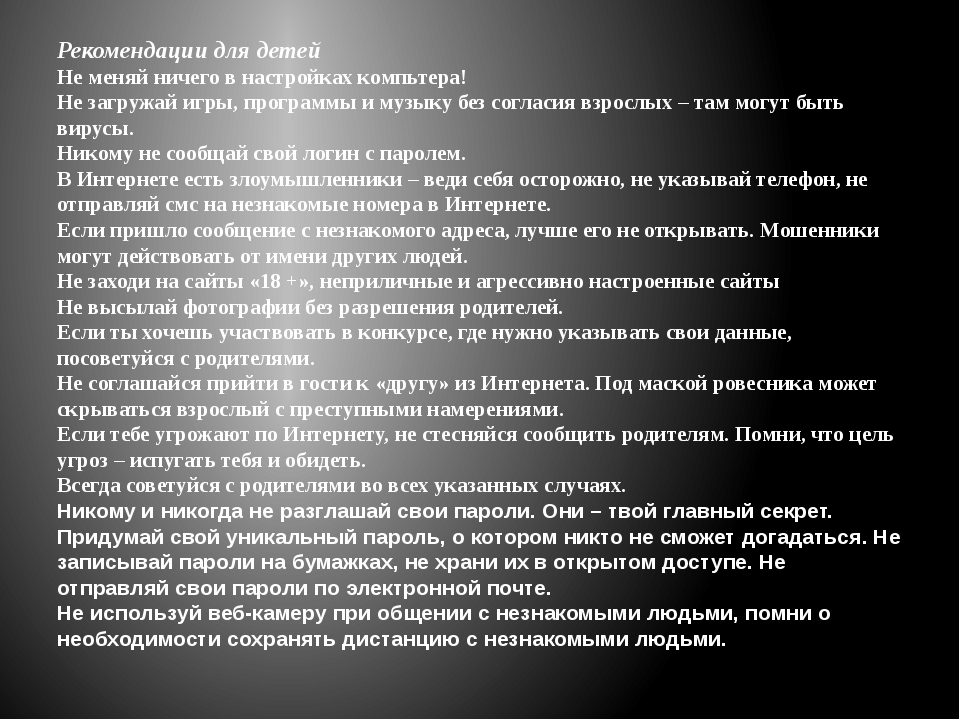 Рекомендации для детей
Не меняй ничего в настройках компьтера!
Не загружай игры, программы и музыку без согласия взрослых – там могут быть
вирусы.
Никому не сообщай свой логин с паролем.
В Интернете есть злоумышленники – веди себя осторожно, не указывай телефон, не
отправляй смс на незнакомые номера в Интернете.
Если пришло сообщение с незнакомого адреса, лучше его не открывать. Мошенники
могут действовать от имени других людей.
Не заходи на сайты «18 +», неприличные и агрессивно настроенные сайты
Не высылай фотографии без разрешения родителей.
Если ты хочешь участвовать в конкурсе, где нужно указывать свои данные,
посоветуйся с родителями.
Не соглашайся прийти в гости к «другу» из Интернета. Под маской ровесника может
скрываться взрослый с преступными намерениями.
Если тебе угрожают по Интернету, не стесняйся сообщить родителям. Помни, что цель
угроз – испугать тебя и обидеть.
Всегда советуйся с родителями во всех указанных случаях.
Никому и никогда не разглашай свои пароли. Они – твой главный секрет.
Придумай свой уникальный пароль, о котором никто не сможет догадаться. Не
записывай пароли на бумажках, не храни их в открытом доступе. Не
отправляй свои пароли по электронной почте.
Не используй веб-камеру при общении с незнакомыми людьми, помни о
необходимости сохранять дистанцию с незнакомыми людьми.